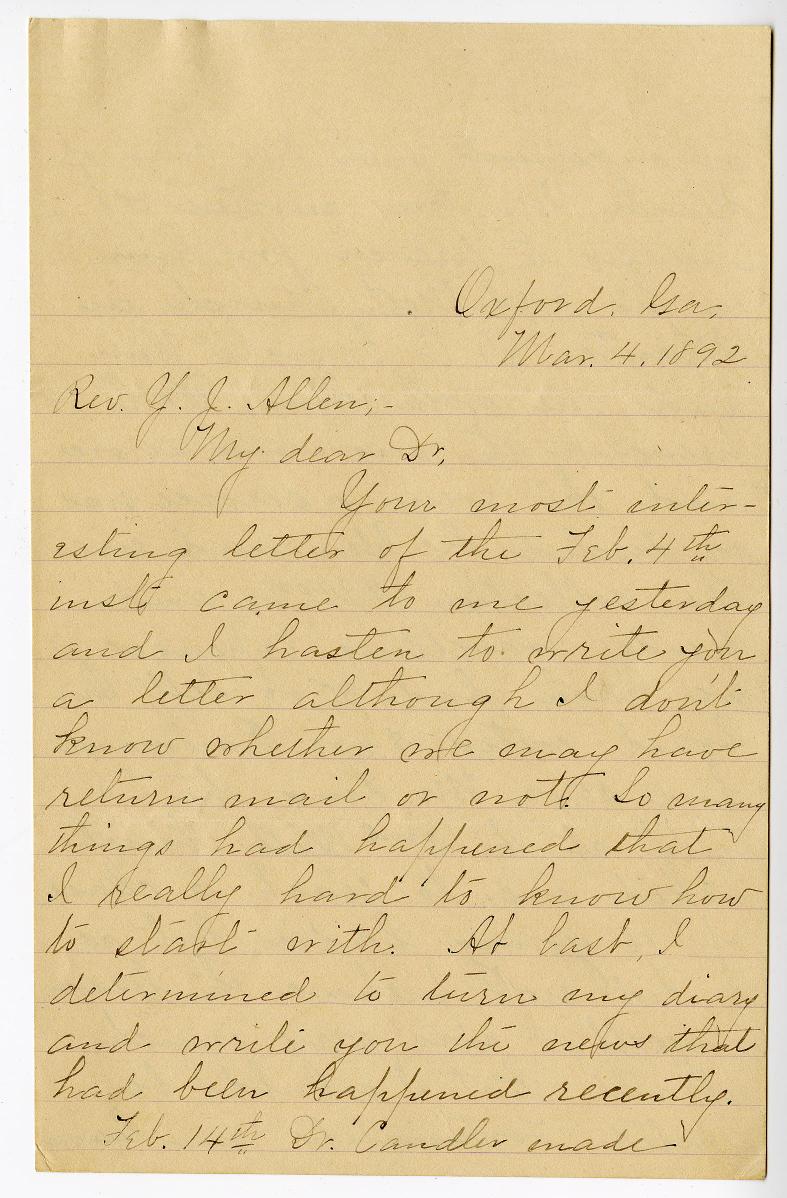 Oxford, Ga.
Mar. 4, 1892
Rev. Y. J. Allen,-
My dear Dr,
Your most inter-
esting letter of the Feb. 4th
inst came to me yesterday
and I hasten to write you
a letter although I don't
know whether we may have
return mail or not. So many
things had happened that
I really hard to know how
to start with. At last, I
determined to turn my diary
and write you the news that
had been happened recently.
Feb. 14th Dr. Candler made